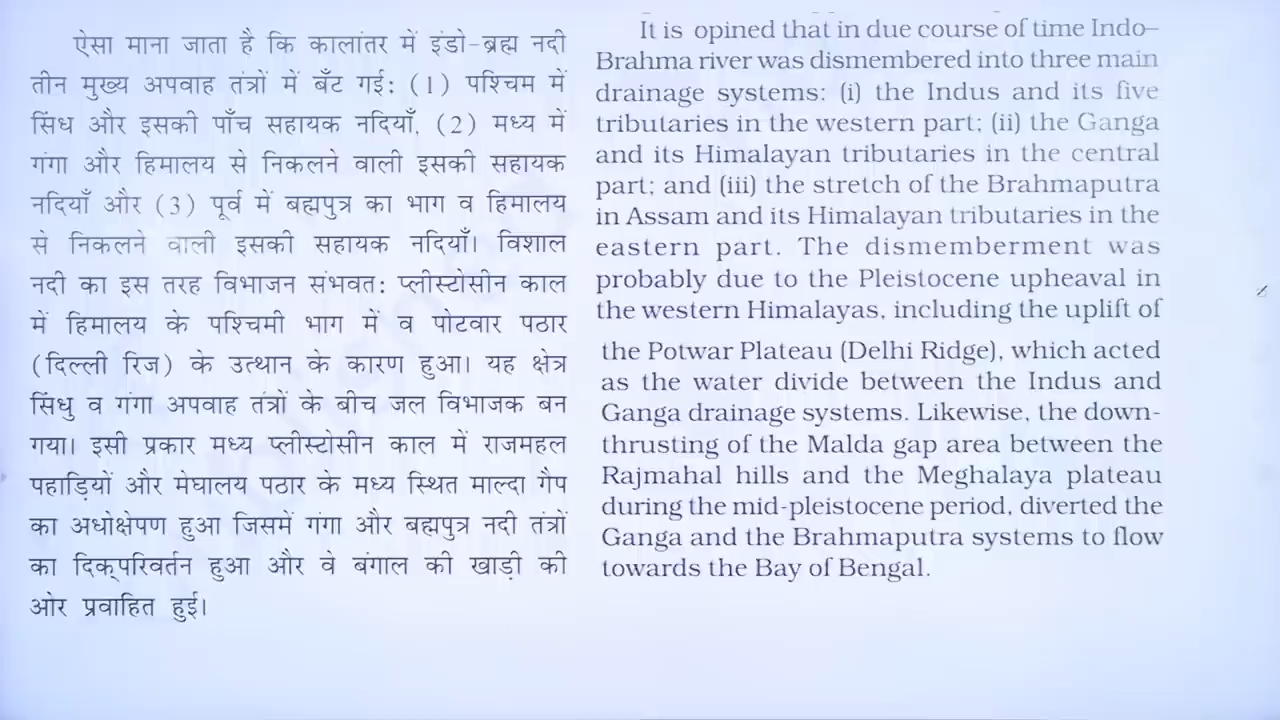 ऐसा माना जाता है कि कालांतर में इंडो-ब्रह्म नदी
तीन मुख्य अपवाह तंत्रों में बँट गई: (1) पश्चिम में
सिंध और इसकी पाँच सहायक नदियाँ, (2) मध्य में
गंगा और हिमालय से निकलने वाली इसकी सहायक
नदियाँ और (3) पूर्व में बह्मपुत्र का भाग व हिमालय
से निकलने वाली इसकी सहायक नदियाँ। विशाल
नदी का इस तरह विभाजन संभवत: प्लीस्टोसीन काल
में हिमालय के पश्चिमी भाग में व पोटवार पठार
(दिल्ली रिज) के उत्थान के कारण हुआ। यह क्षेत्र
सिंधु व गंगा अपवाह तंत्रों के बीच जल विभाजक बन
गया। इसी प्रकार मध्य प्लीस्टोसीन काल में राजमहल
पहाड़ियों और मेघालय पठार के मध्य स्थित माल्दा गैप
का अधोक्षेपण हुआ जिसमें गंगा और बह्मपुत्र नदी तंत्रों
का दिक्‌परिवर्तन हुआ और वे बंगाल की खाड़ी की
ओर प्रवाहित हुई।
It is opined that in due course of time Indo–
Brahma river was dismembered into three main
drainage systems: (i) the Indus and its five
tributaries in the western part; (ii) the Ganga
and its Himalayan tributaries in the central
part; and (iii) the stretch of the Brahmaputra
in Assam and its Himalayan tributaries in the
eastern part. The dismemberment was
probably due to the Pleistocene upheaval in
the western Himalayas, including the uplift of
the Potwar Plateau (Delhi Ridge), which acted
as the water divide between the Indus and
Ganga drainage systems. Likewise, the down-
thrusting of the Malda gap area between the
Rajmahal hills and the Meghalaya plateau
during the mid-pleistocene period, diverted the
Ganga and the Brahmaputra systems to flow
towards the Bay of Bengal.